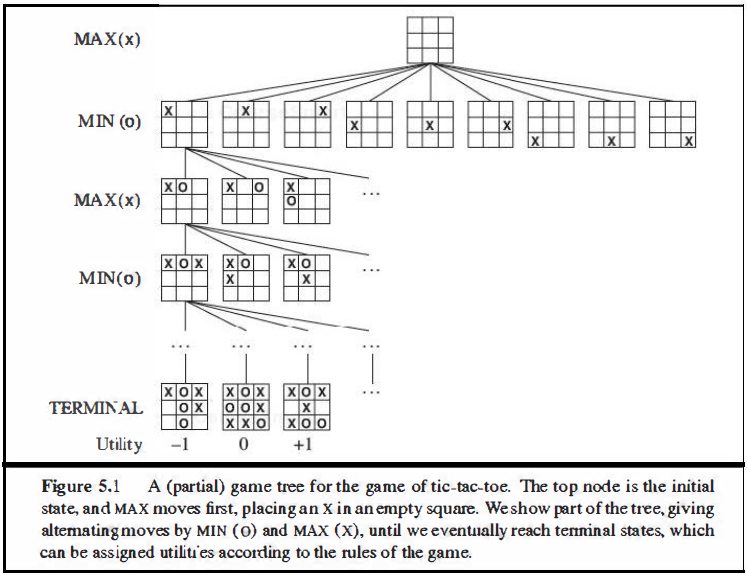 MAX(x)
MIN (o)
X X X X X X X X X
MAX(x)
X O X O X
O
MIN(o)
X O X X O X O
X X
... ... ... ...
TERMINAL
X O X X O X X O X
O X O O X X
O X X O X O O
Utility –1 0 +1
Figure 5.1 A (partial) game tree for the game of tic-tac-toe. The top node is the initial
state, and MAX moves first, placing an X in an empty square. We show part of the tree, giving
alternating moves by MIN (O) and MAX (X), until we eventually reach terminal states, which
can be assigned utilities according to the rules of the game.